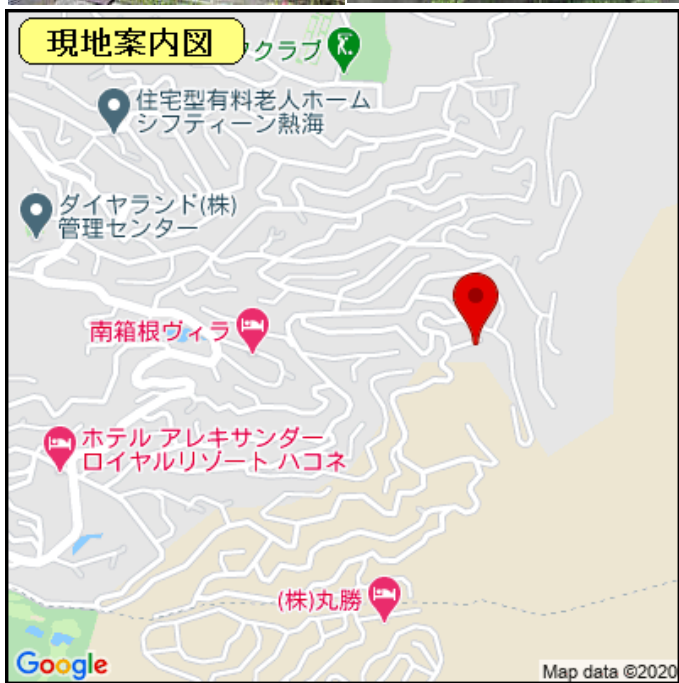 現地案内図
クラブ
住宅型有料老人ホーム
シフティーン熱海
ダイヤランド(株)
管理センター
南箱根ヴィラ
ホテル アレキサンダー
ロイヤルリゾート ハコネ
(株)丸勝
Google
Map data ©2020